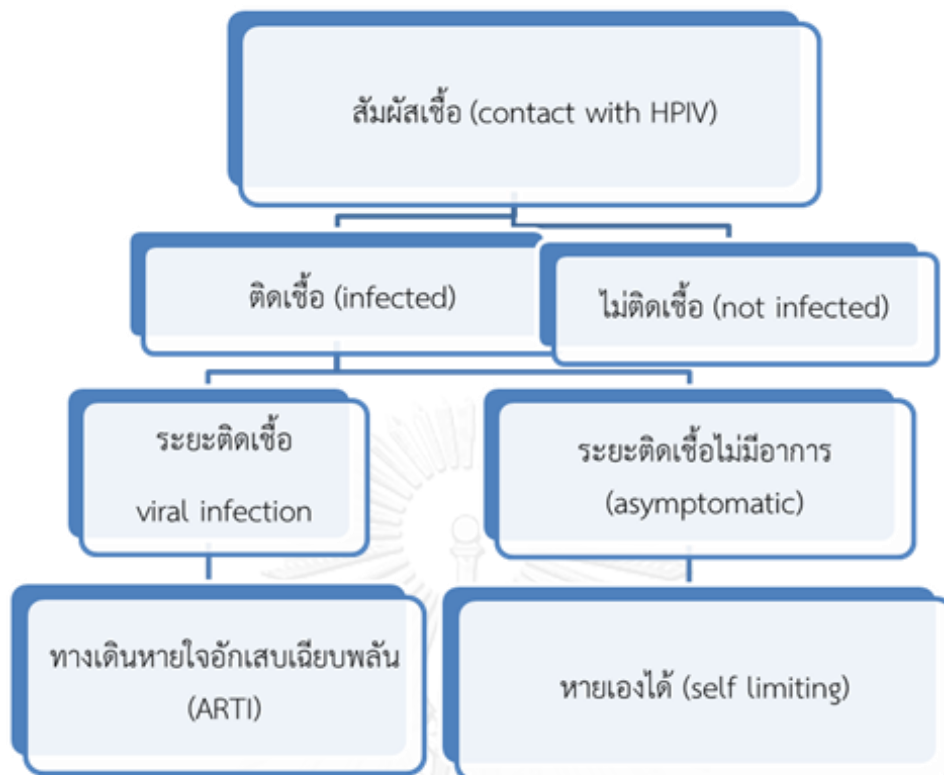 สัมผัสเชื้อ (contact with HPIV)
ติดเชื้อ (infected)
ไม่ติดเชื้อ (not infected)
ระยะติดเชื้อ
viral infection
ระยะติดเชื้อไม่มีอาการ
(asymptomatic)
ทางเดินหายใจอักเสบเฉียบพลัน
(ARTI)
หายเองได้ (self limiting)